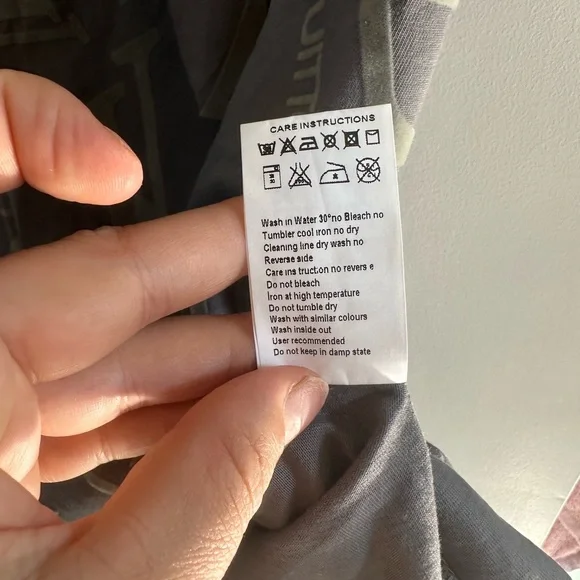 CARE INSTRUCTIONS
Wash in Water 30°no Bleach no
Tumbler cool iron no dry
Cleaning line dry wash no
Reverse side
Care ins truct:on no revers e
Do not bleach
Iron at high temperature
Do not tumble dry
Wash with similar colours
Wash inside out
User recommended
Do not keep in damp state